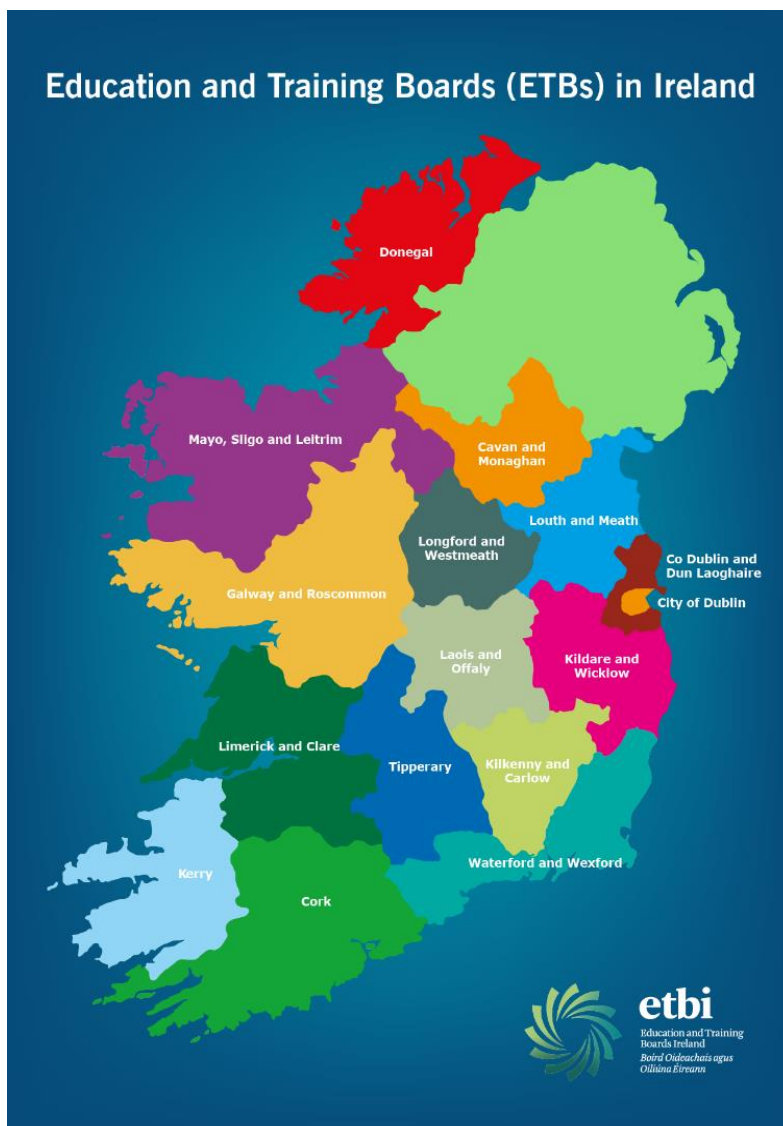 Education and Training Boards (ETBs) in Ireland
Donegal
Mayo, Sligo and Leitrim
Cavan and
Monaghan
Louth and Meath
Longford and
Westmeath
Co Dublin and
Dun Laoghaire
City of Dublin
Galway and Roscommon
Laois and
Offaly
Kildare and
Wicklow
Limerick and Clare
Tipperary
Kilkenny and
Carlow
Waterford and Wexford
Kerry
Cork
etbi
Education and Training
Boards Ireland
Boird Oideachais agus
Oiliúna Éireann